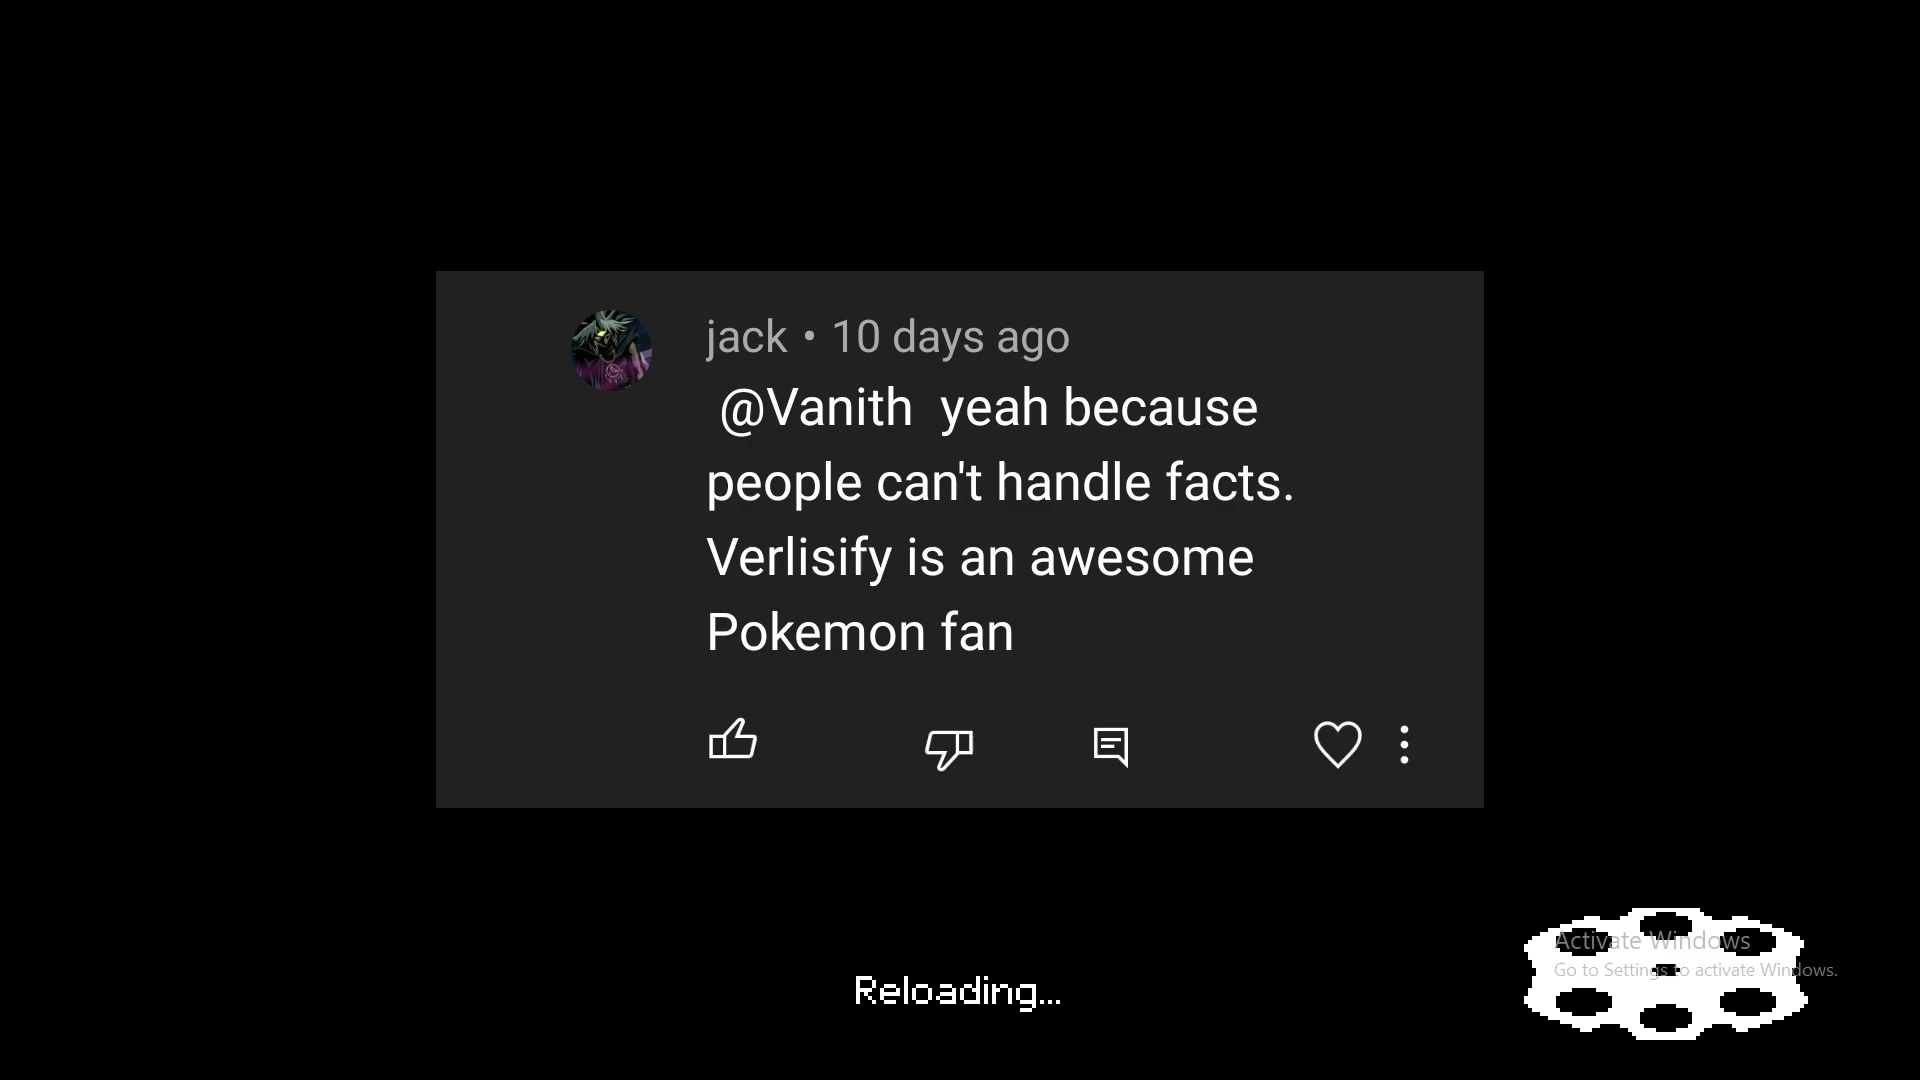 jack • 10 days ago
@Vanith yeah because
people can't handle facts.
Verlisify is an awesome
Pokemon fan
Activate Windows
Go to Settings to activate Windows.
Reloading...